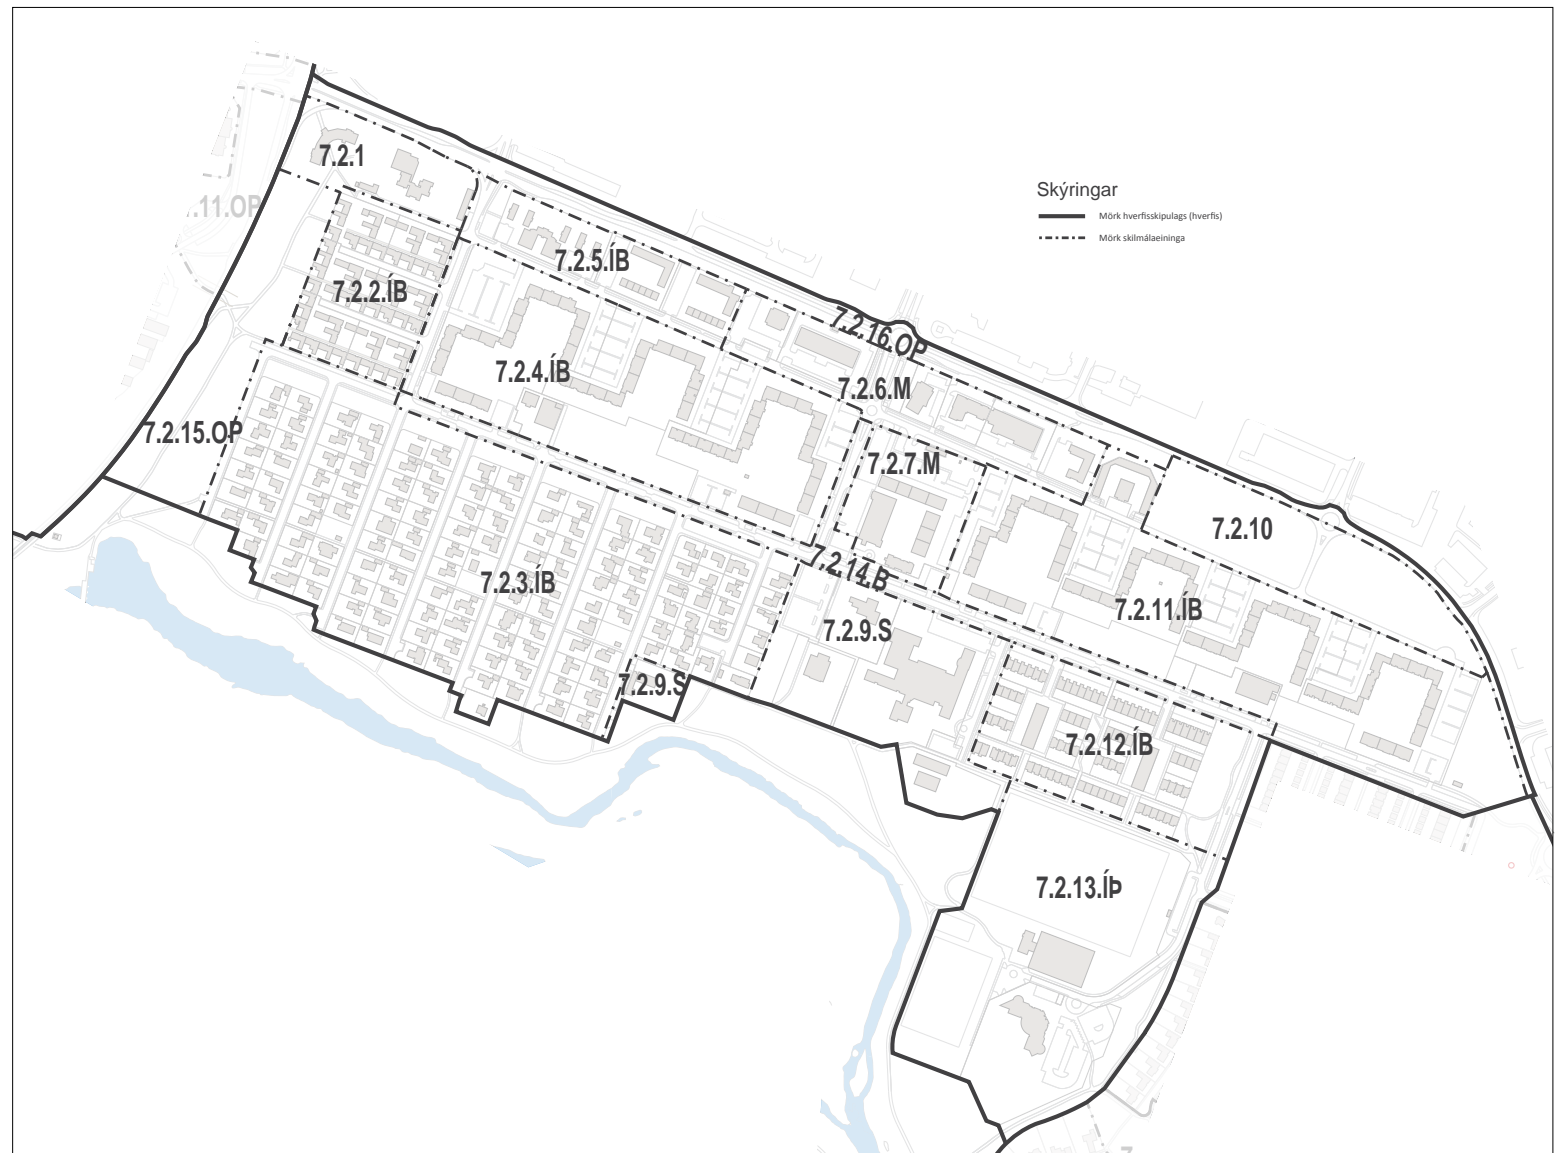 Skýringar
Mörk hverfisskipulags (hverfis)
Mörk skilmálaeininga
7.2.1
.11.OP
7.2.5.ÍB
7.2.2.ÍB
7.2.16.OP
7.2.4.ÍB
7.2.6.M
7.2.15.OP
7.2.7.M
7.2.10
7.2.14.B
7.2.3.ÍB
7.2.11.ÍB
7.2.9.S
7.2.9.S
7.2.12.ÍB
7.2.13.ÍÞ